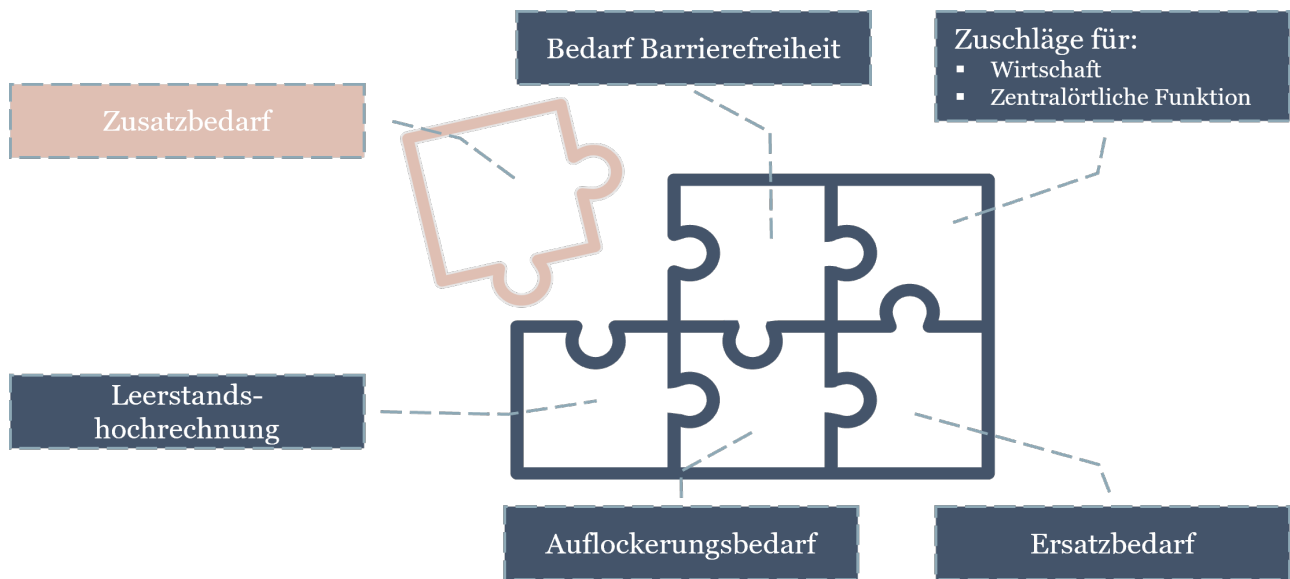 Bedarf Barrierefreiheit
Zuschläge für:
▪ Wirtschaft
▪ Zentralörtliche Funktion
Zusatzbedarf
Leerstands-
hochrechnung
Auflockerungsbedarf
Ersatzbedarf